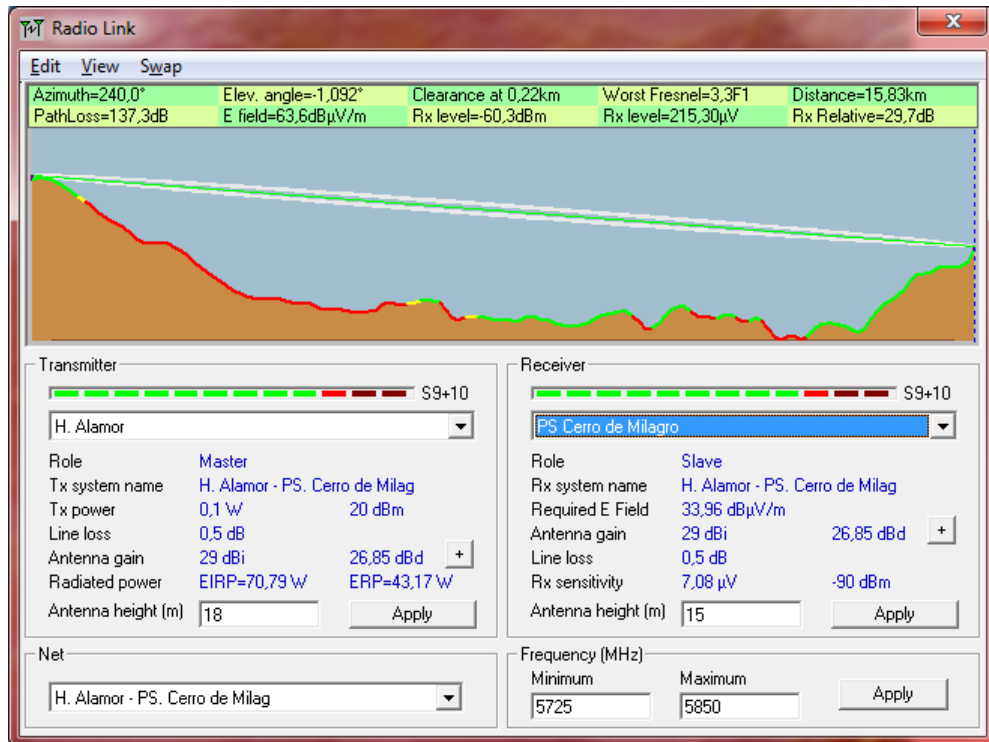 Radio Link
Edit View Swap
Azimuth=240,0° Elev. angle=-1,092° Clearance at 0,22km Worst Fresnel=3,3F1 Distance=15,83km
PathLoss=137,3dB E field=63,6dBµV/m Rx level=-60,3dBm Rx level=215,30µV Rx Relative=29,7dB
Transmitter
S9+10
H. Alamor
Role Master
Tx system name H. Alamor - PS. Cerro de Milag
Tx power 0,1 W 20 dBm
Line loss 0,5 dB
Antenna gain 29 dBi 26,85 dBd +
Radiated power EIRP=70,79 W ERP=43,17 W
Antenna height (m) 18 Apply
Receiver
S9+10
PS Cerro de Milagro
Role Slave
Rx system name H. Alamor - PS. Cerro de Milag
Required E Field 33,96 dBµV/m
Antenna gain 29 dBi 26,85 dBd +
Line loss 0,5 dB
Rx sensitivity 7,08 µV -90 dBm
Antenna height (m) 15 Apply
Net
H. Alamor - PS. Cerro de Milag
Frequency (MHz)
Minimum Maximum
5725 5850 Apply